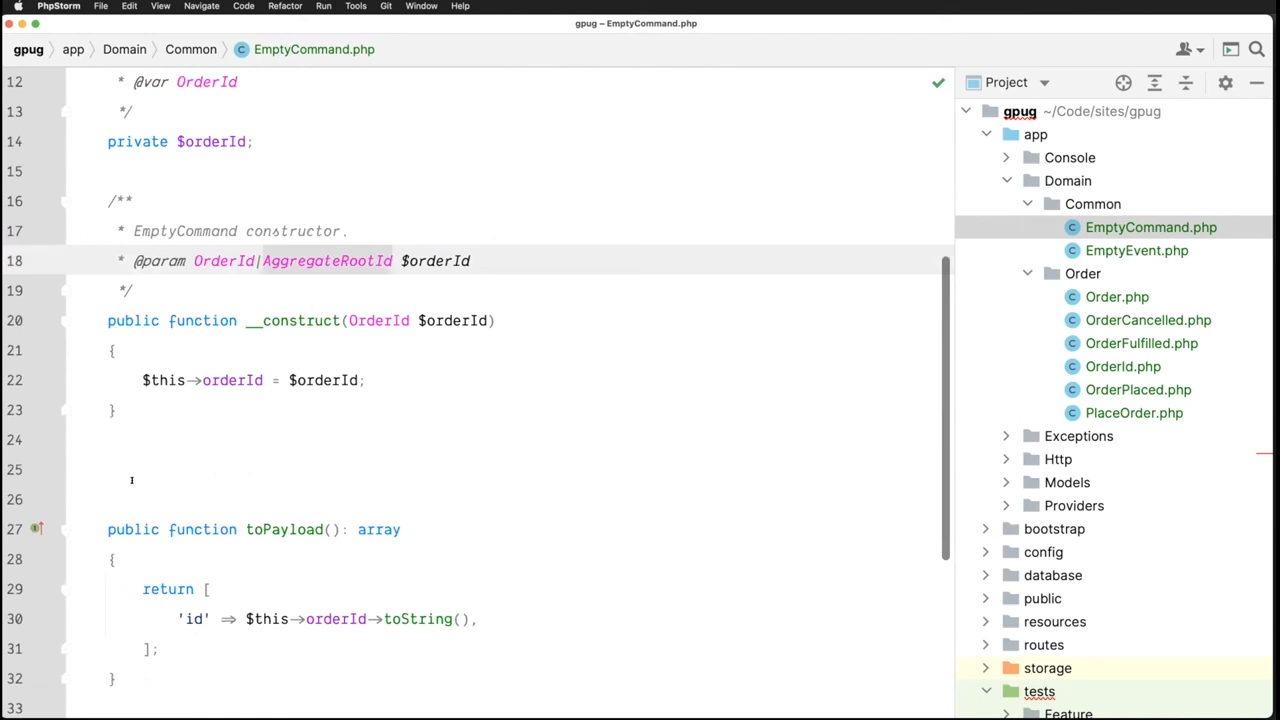 PhpStorm File Edit View Navigate Code Refactor Run Tools Git Window Help
gpug – EmptyCommand.php
gpug app Domain Common EmptyCommand.php
Project
12 * @var OrderId
13 */
14 private $orderId;
15
16 /**
17 * EmptyCommand constructor.
18 * @param OrderId|AggregateRootId $orderId
19 */
20 public function __construct(OrderId $orderId)
21 {
22 $this->orderId = $orderId;
23 }
24
25
26
27 public function toPayload(): array
28 {
29 return [
30 'id' => $this->orderId->toString(),
31 ];
32 }
33
gpug ~/Code/sites/gpug
app
Console
Domain
Common
EmptyCommand.php
EmptyEvent.php
Order
Order.php
OrderCancelled.php
OrderFulfilled.php
OrderId.php
OrderPlaced.php
PlaceOrder.php
Exceptions
Http
Models
Providers
bootstrap
config
database
public
resources
routes
storage
tests
Feature